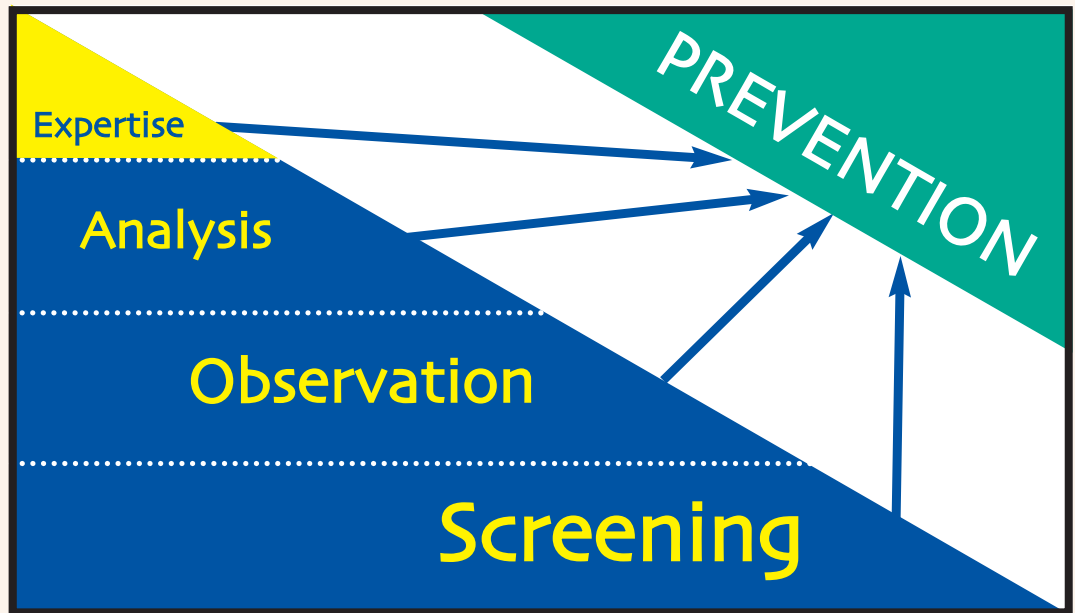 PREVENTION
Expertise
Analysis
Observation
Screening